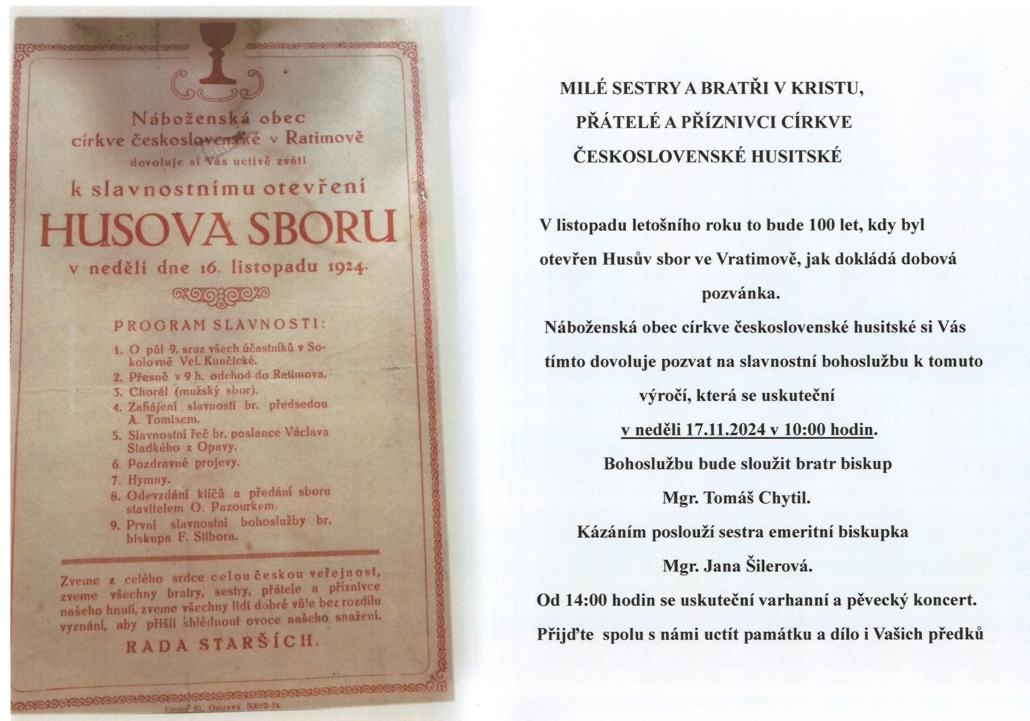 Náboženská obec
církve československé v Ratimově
dovoluje si Vás uctivě zváti
k slavnostnímu otevření
HUSOVA SBORU
v neděli dne 16. listopadu 1924.
PROGRAM SLAVNOSTI:
1. O půl 9. sraz všech účastníků v So-
kolovně Vel. Kunčické.
2. Přesně v 9 h. odchod do Ratimova.
3. Chorál (mužský sbor).
4. Zahájení slavnosti br. předsedou
A. Tomisem.
5. Slavnostní řeč br. poslance Václava
Sladkého z Opavy.
6. Pozdravné projevy.
7. Hymny.
8. Odevzdání klíčů a předání sboru
stavitelem O. Pazourkem.
9. První slavnostní bohoslužby br.
biskupa F. Stibora.
Zveme z celého srdce celou českou veřejnost,
zveme všechny bratry, sestry, přátele a příznivce
našeho hnutí, zveme všechny lidi dobré vůle bez rozdílu
vyznání, aby přišli shlédnout ovoce našeho snažení.
RADA STARŠÍCH.
Ostrava
MILÉ SESTRY A BRATŘI V KRISTU,
PŘÁTELÉ A PŘÍZNIVCI CÍRKVE
ČESKOSLOVENSKÉ HUSITSKÉ
V listopadu letošního roku to bude 100 let, kdy byl
otevřen Husův sbor ve Vratimově, jak dokládá dobová
pozvánka.
Náboženská obec církve československé husitské si Vás
tímto dovoluje pozvat na slavnostní bohoslužbu k tomuto
výročí, která se uskuteční
v neděli 17.11.2024 v 10:00 hodin.
Bohoslužbu bude sloužit bratr biskup
Mgr. Tomáš Chytil.
Kázáním poslouží sestra emeritní biskupka
Mgr. Jana Šilerová.
Od 14:00 hodin se uskuteční varhanní a pěvecký koncert.
Přijďte spolu s námi uctít památku a dílo i Vašich předků